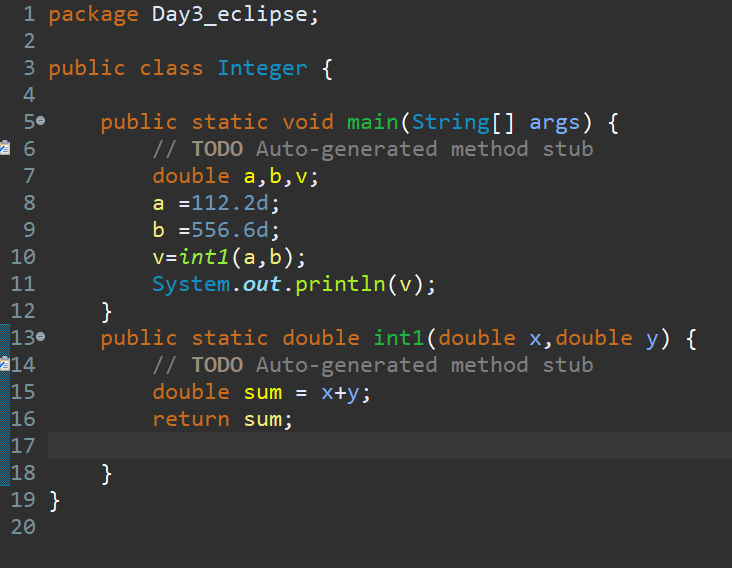 1 package Day3_eclipse;
2
3 public class Integer {
4
5 public static void main(String[] args) {
6 // TODO Auto-generated method stub
7 double a,b,v;
8 a =112.2d;
9 b =556.6d;
10 v=int1(a,b);
11 System.out.println(v);
12 }
13 public static double int1(double x,double y) {
14 // TODO Auto-generated method stub
15 double sum = x+y;
16 return sum;
17
18 }
19 }
20